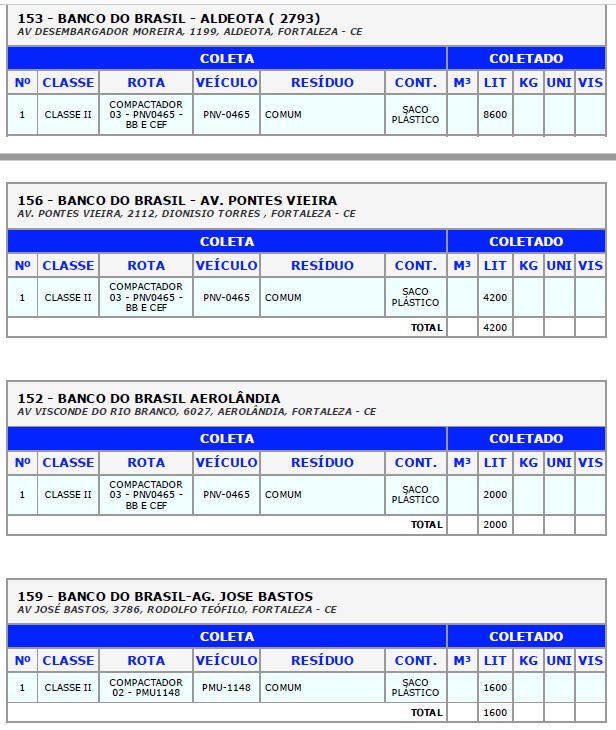 153 - BANCO DO BRASIL - ALDEOTA ( 2793)
AV DESEMBARGADOR MOREIRA, 1199, ALDEOTA, FORTALEZA - CE
COLETA COLETADO
Nº CLASSE ROTA VEÍCULO RESÍDUO CONT. M³ LIT KG UNI VIS
1 CLASSE II COMPACTADOR 03 - PNV0465 - BB E CEF PNV-0465 COMUM SACO PLÁSTICO 8600
156 - BANCO DO BRASIL - AV. PONTES VIEIRA
AV. PONTES VIEIRA, 2112, DIONISIO TORRES , FORTALEZA - CE
COLETA COLETADO
Nº CLASSE ROTA VEÍCULO RESÍDUO CONT. M³ LIT KG UNI VIS
1 CLASSE II COMPACTADOR 03 - PNV0465 - BB E CEF PNV-0465 COMUM SACO PLÁSTICO 4200
TOTAL 4200
152 - BANCO DO BRASIL AEROLÂNDIA
AV VISCONDE DO RIO BRANCO, 6027, AEROLÂNDIA, FORTALEZA - CE
COLETA COLETADO
Nº CLASSE ROTA VEÍCULO RESÍDUO CONT. M³ LIT KG UNI VIS
1 CLASSE II COMPACTADOR 03 - PNV0465 - BB E CEF PNV-0465 COMUM SACO PLÁSTICO 2000
TOTAL 2000
159 - BANCO DO BRASIL-AG. JOSE BASTOS
AV JOSÉ BASTOS, 3786, RODOLFO TEÓFILO, FORTALEZA - CE
COLETA COLETADO
Nº CLASSE ROTA VEÍCULO RESÍDUO CONT. M³ LIT KG UNI VIS
1 CLASSE II COMPACTADOR 02 - PMU1148 PMU-1148 COMUM SACO PLÁSTICO 1600
TOTAL 1600